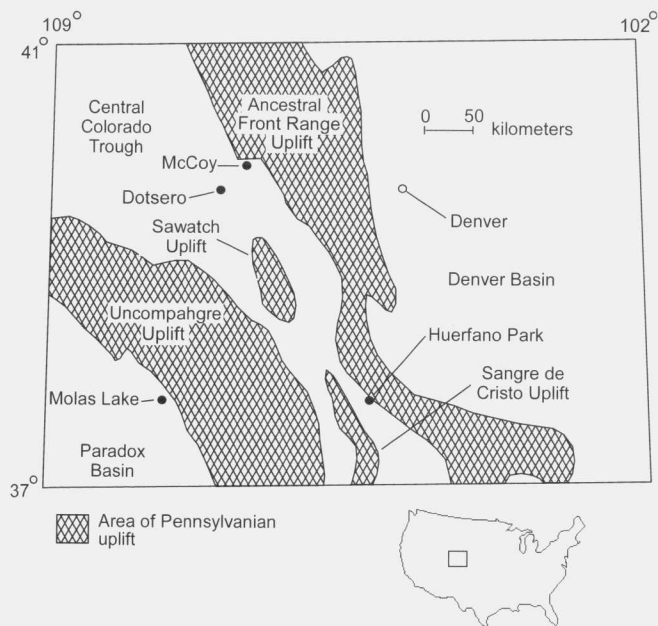 109°
102°
41°
Central
Colorado
Trough
Ancestral
Front Range
Uplift
0 50
kilometers
McCoy
Dotsero
Denver
Sawatch
Uplift
Denver Basin
Uncompahgre
Uplift
Huerfano Park
Sangre de
Cristo Uplift
Molas Lake
Paradox
Basin
37°
Area of Pennsylvanian
uplift